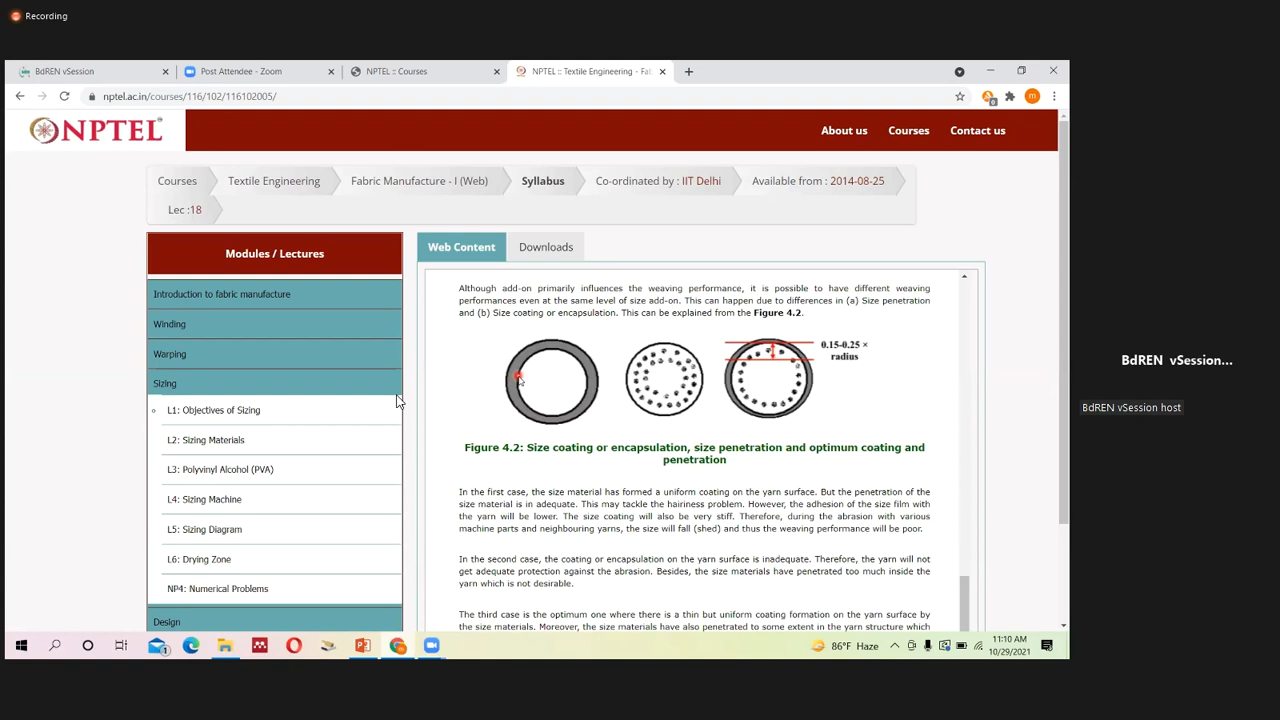 Recording
BdREN vSession
Post Attendee - Zoom
NPTEL :: Courses
NPTEL :: Textile Engineering - Fa
nptel.ac.in/courses/116/102/116102005/
NPTEL
About us
Courses
Contact us
Courses
Textile Engineering
Fabric Manufacture - I (Web)
Syllabus
Co-ordinated by : IIT Delhi
Available from : 2014-08-25
Lec :18
Modules / Lectures
Introduction to fabric manufacture
Winding
Warping
Sizing
L1: Objectives of Sizing
L2: Sizing Materials
L3: Polyvinyl Alcohol (PVA)
L4: Sizing Machine
L5: Sizing Diagram
L6: Drying Zone
NP4: Numerical Problems
Design
Web Content
Downloads
Although add-on primarily influences the weaving performance, it is possible to have different weaving
performances even at the same level of size add-on. This can happen due to differences in (a) Size penetration
and (b) Size coating or encapsulation. This can be explained from the Figure 4.2.
0.15-0.25 ×
radius
Figure 4.2: Size coating or encapsulation, size penetration and optimum coating and
penetration
In the first case, the size material has formed a uniform coating on the yarn surface. But the penetration of the
size material is in adequate. This may tackle the hairiness problem. However, the adhesion of the size film with
the yarn will be lower. The size coating will also be very stiff. Therefore, during the abrasion with various
machine parts and neighbouring yarns, the size will fall (shed) and thus the weaving performance will be poor.
In the second case, the coating or encapsulation on the yarn surface is inadequate. Therefore, the yarn will not
get adequate protection against the abrasion. Besides, the size materials have penetrated too much inside the
yarn which is not desirable.
The third case is the optimum one where there is a thin but uniform coating formation on the yarn surface by
the size materials. Moreover, the size materials have also penetrated to some extent in the yarn structure which
BdREN vSession...
BdREN vSession host
86°F Haze
11:10 AM
10/29/2021